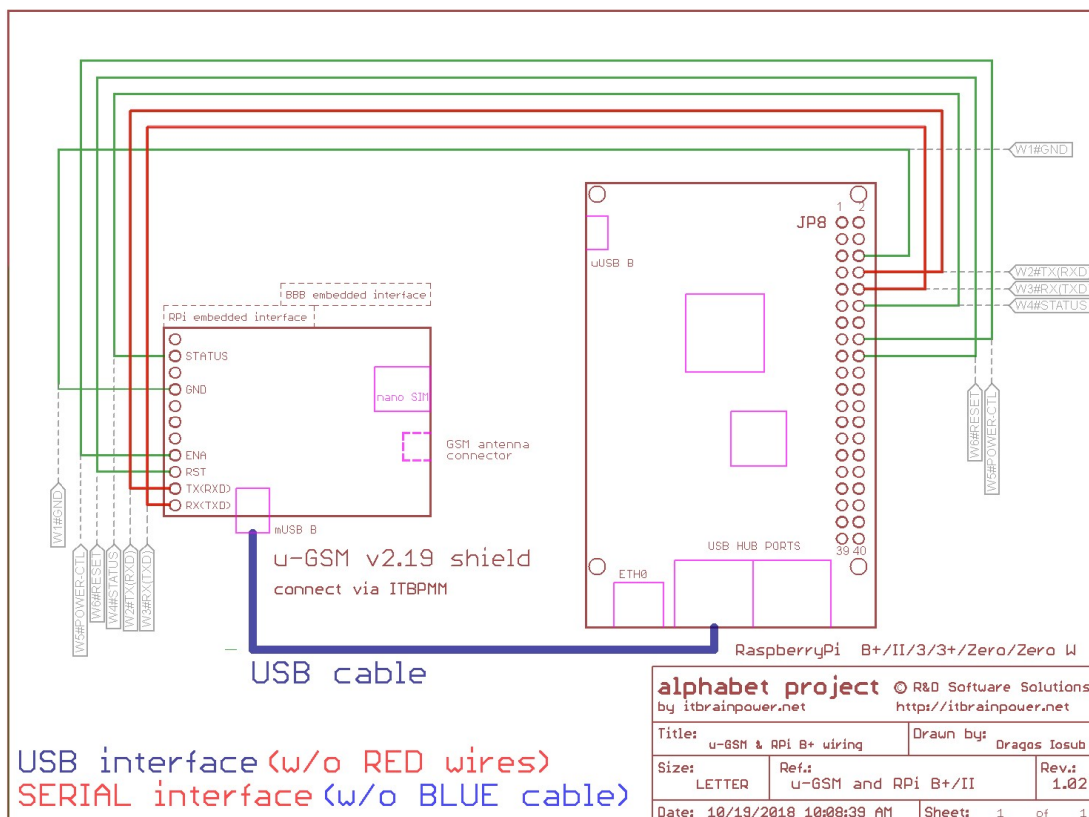 W1#GND
1 2
JP8
uUSB B
W2#TX(RXD
W3#RX(TXD
W4#STATUS
BBB embedded interface
RPi embedded interface
STATUS
GND
nano SIM
GSM antenna
connector
ENA
RST
TX(RXD)
RX(TXD)
W6#RESET
W5#POWER-CTL
W1#GND
mUSB B
39 40
USB HUB PORTS
ETH0
u-GSM v2.19 shield
connect via ITBPMM
W5#POWER-CTL
W6#RESET
W4#STATUS
W2#TX(RXD)
W3#RX(TXD)
USB cable
RaspberryPi B+/II/3/3+/Zero/Zero W
alphabet project © R&D Software Solutions
by itbrainpower.net http://itbrainpower.net
Title: u-GSM & RPi B+ wiring
Drawn by: Dragos Iosub
Size: LETTER
Ref.: u-GSM and RPi B+/II
Rev.: 1.02
Date: 10/19/2018 10:08:39 AM
Sheet: 1 of 1
USB interface (w/o RED wires)
SERIAL interface (w/o BLUE cable)